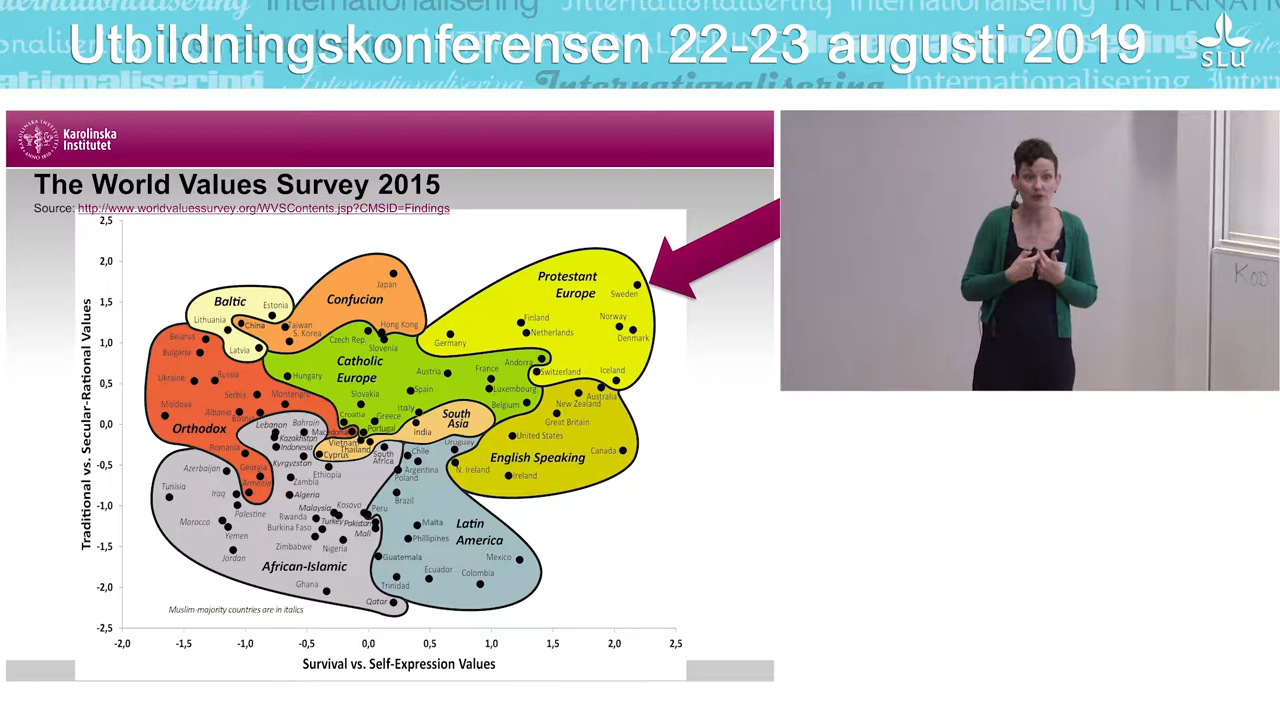 Utbildningskonferensen 22-23 augusti 2019
SLU
Internationalisering
Karolinska
Institutet
The World Values Survey 2015
Source: http://www.worldvaluessurvey.org/WVSContents.jsp?CMSID=Findings
Traditional vs. Secular-Rational Values
2,5
2,0
1,5
1,0
0,5
0,0
-0,5
-1,0
-1,5
-2,0
-2,5
Protestant
Europe
Sweden
Norway
Denmark
Finland
Netherlands
Germany
Iceland
Switzerland
Andorra
Confucian
Japan
Hong Kong
Taiwan
S. Korea
China
Baltic
Estonia
Lithuania
Latvia
Catholic
Europe
Czech Rep.
Slovenia
Hungary
Slovakia
Austria
France
Luxembourg
Spain
Belgium
Italy
Croatia
Greece
Portugal
Orthodox
Belarus
Bulgaria
Ukraine
Russia
Serbia
Montenegro
Moldova
Albania
Romania
Georgia
Armenia
South
Asia
India
Vietnam
Thailand
Cyprus
English Speaking
Australia
New Zealand
Great Britain
United States
Canada
N. Ireland
Ireland
Latin
America
Uruguay
Chile
Argentina
Poland
Brazil
Peru
Malta
Phillipines
Guatemala
Mexico
Ecuador
Colombia
Trinidad
African-Islamic
Lebanon
Bahrain
Kazakhstan
Indonesia
Kyrgyzstan
South
Africa
Ethiopia
Azerbaijan
Zambia
Algeria
Tunisia
Iraq
Palestine
Malaysia
Kosovo
Rwanda
Turkey
Pakistan
Morocco
Yemen
Burkina Faso
Mali
Zimbabwe
Nigeria
Jordan
Ghana
Qatar
Muslim-majority countries are in italics
-2,0 -1,5 -1,0 -0,5 0,0 0,5 1,0 1,5 2,0 2,5
Survival vs. Self-Expression Values
KOD